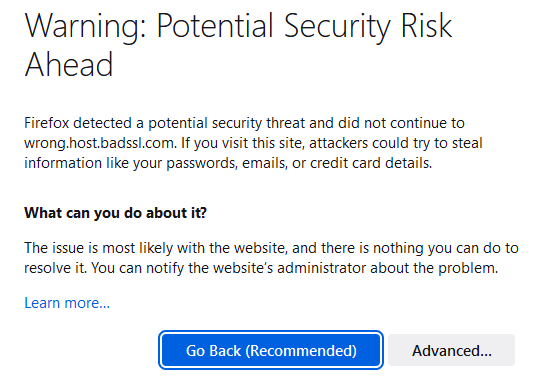 Warning: Potential Security Risk
Ahead
Firefox detected a potential security threat and did not continue to
wrong.host.badssl.com. If you visit this site, attackers could try to steal
information like your passwords, emails, or credit card details.
What can you do about it?
The issue is most likely with the website, and there is nothing you can do to
resolve it. You can notify the website’s administrator about the problem.
Learn more…
Go Back (Recommended)
Advanced...